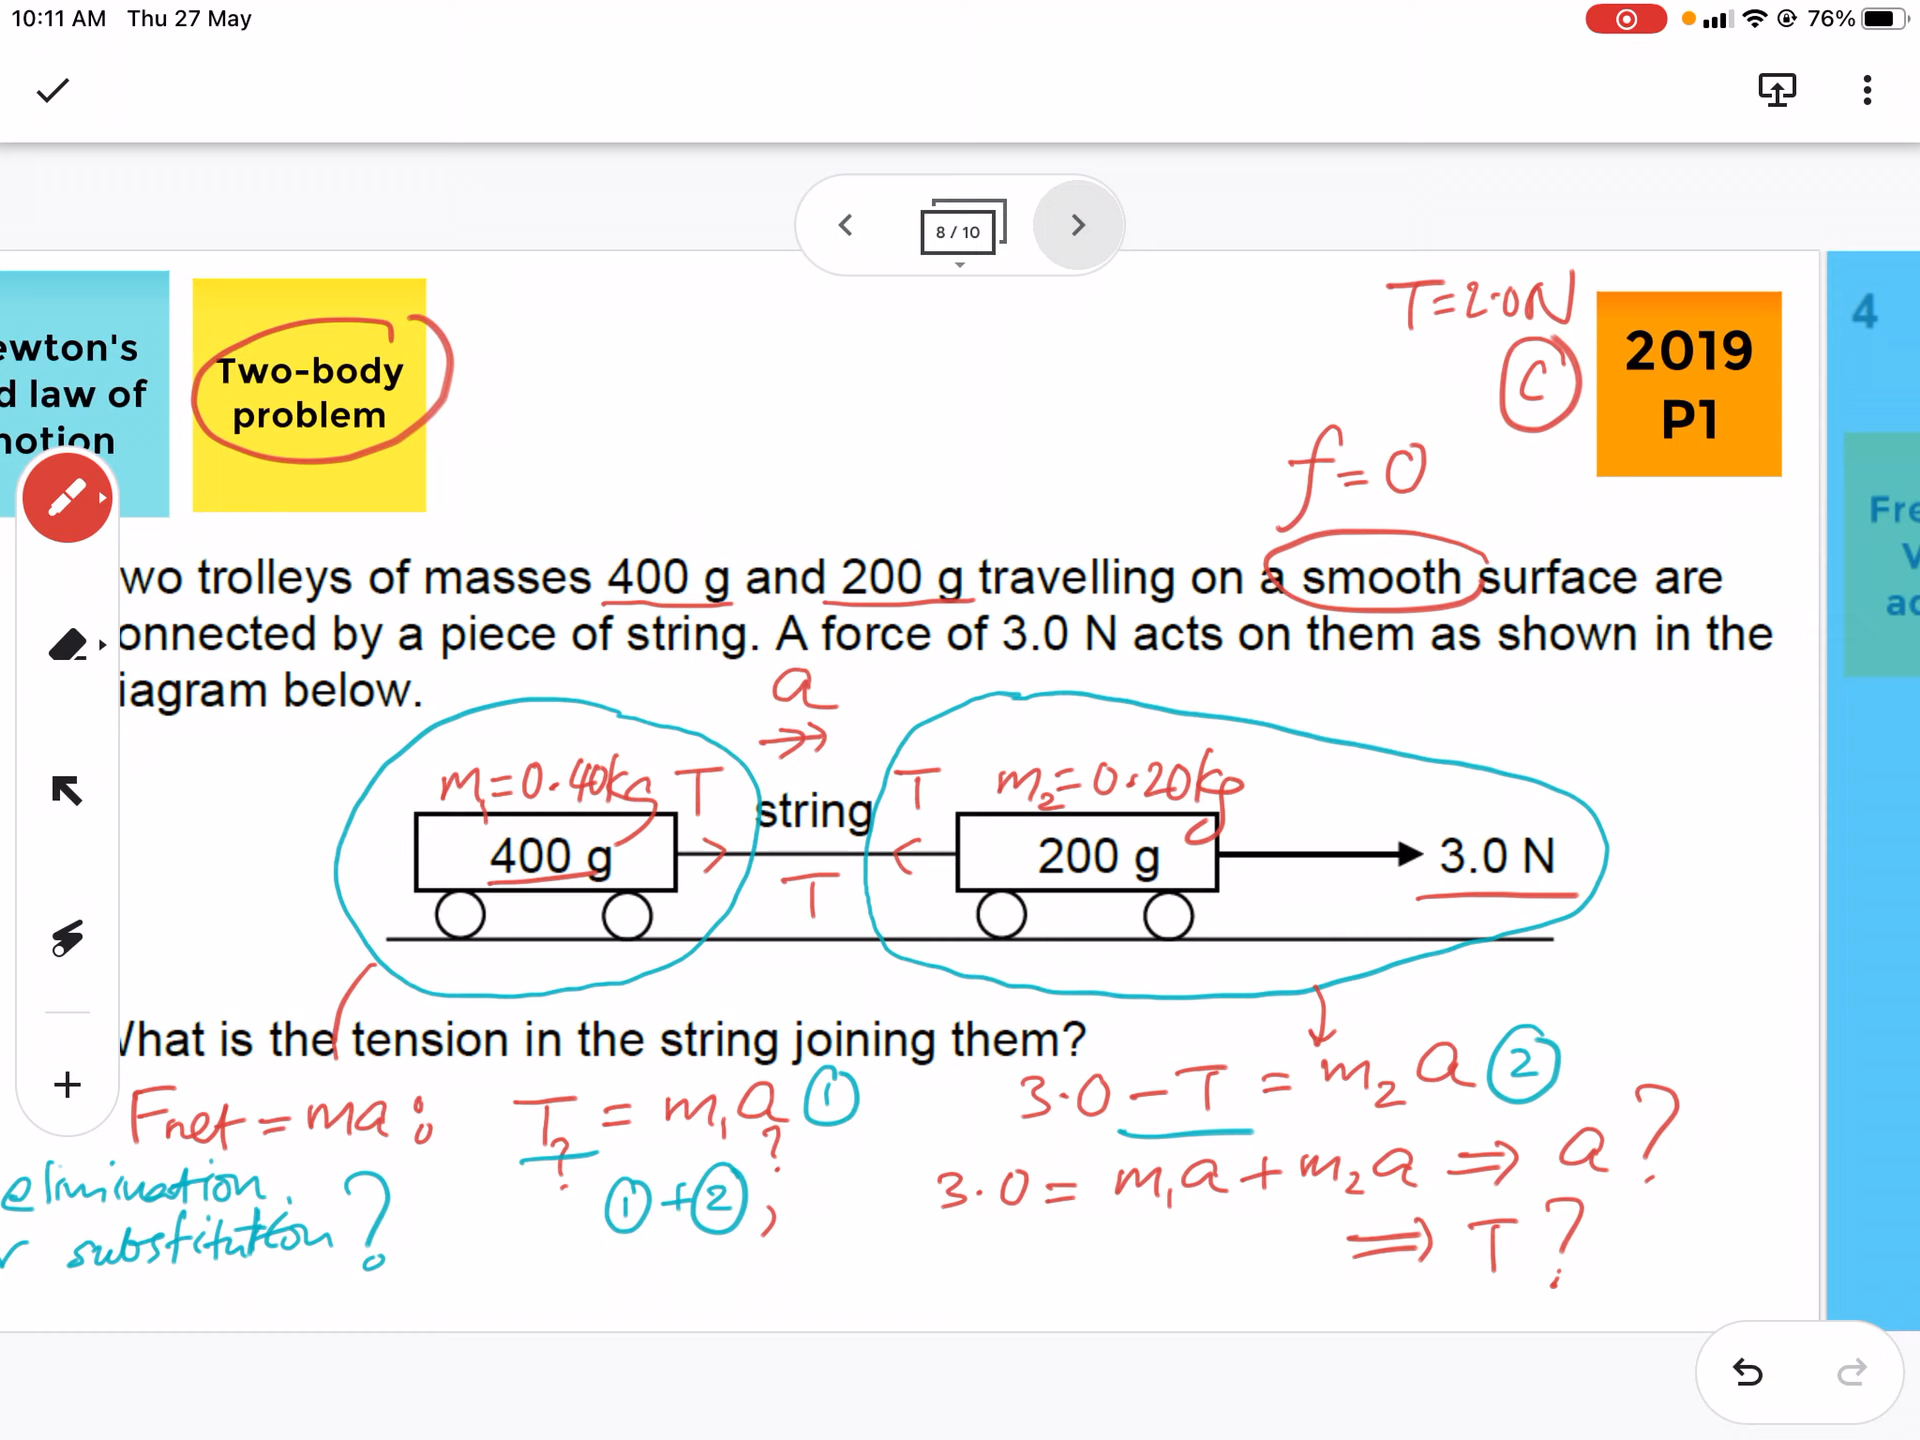 10:11 AM Thu 27 May
76%
8 / 10
ewton's
d law of
notion
Two-body
problem
T=2.0N
C
2019
P1
4
Fre
V
ac
f=0
wo trolleys of masses 400 g and 200 g travelling on a smooth surface are
onnected by a piece of string. A force of 3.0 N acts on them as shown in the
iagram below.
a
m₁=0.40kg T
string
T m₂=0.20kg
400 g
T
200 g
3.0 N
What is the tension in the string joining them?
Fnet=ma: T = m₁a ①
? ?
3.0 - T = m₂ a ②
①+②,
3.0 = m₁a + m₂a ⇒ a ?
⇒ T ?
elimination
r substitution ?